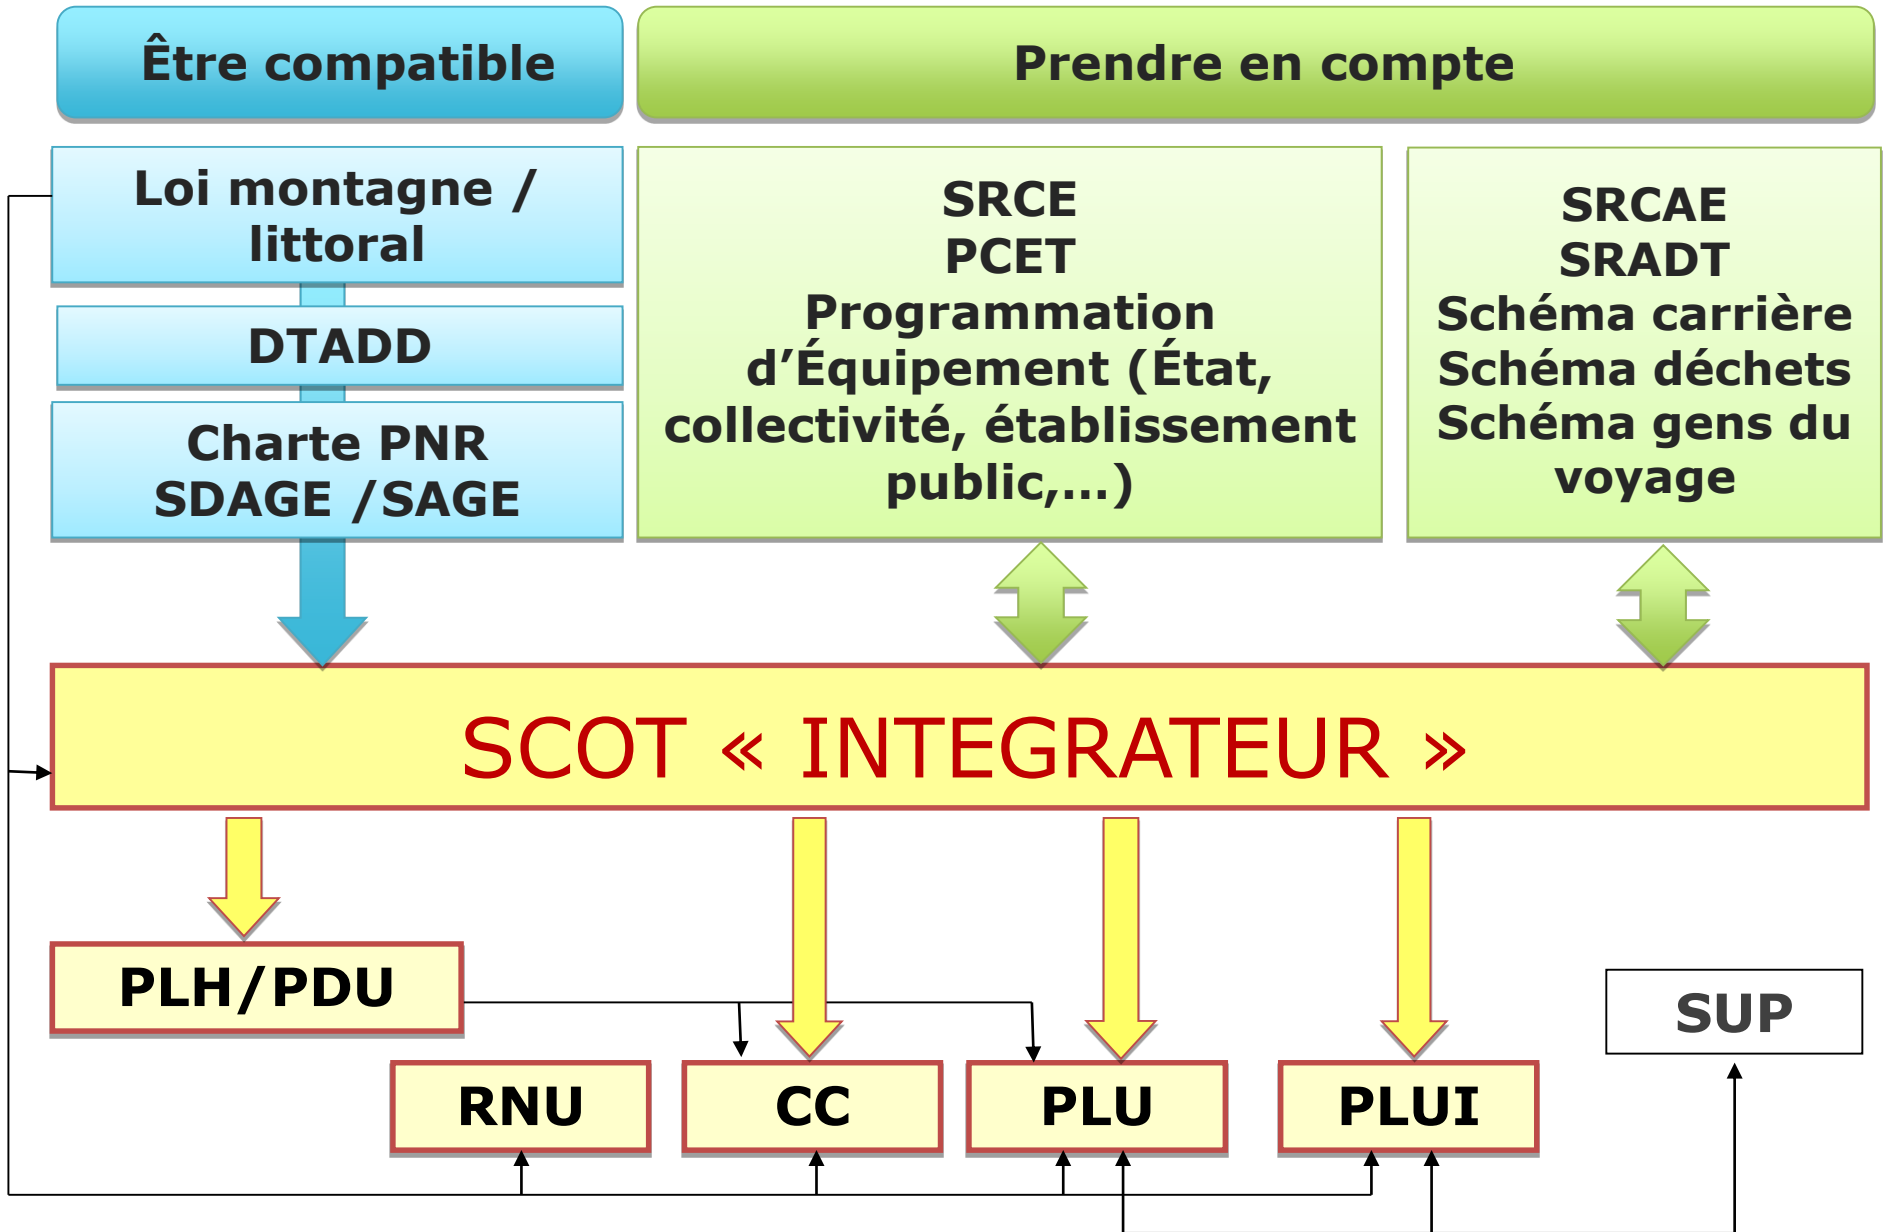 Être compatible
Prendre en compte
Loi montagne /
littoral
DTADD
Charte PNR
SDAGE /SAGE
SRCE
PCET
Programmation
d’Équipement (État,
collectivité, établissement
public,…)
SRCAE
SRADT
Schéma carrière
Schéma déchets
Schéma gens du
voyage
SCOT « INTEGRATEUR »
PLH/PDU
SUP
RNU
CC
PLU
PLUI